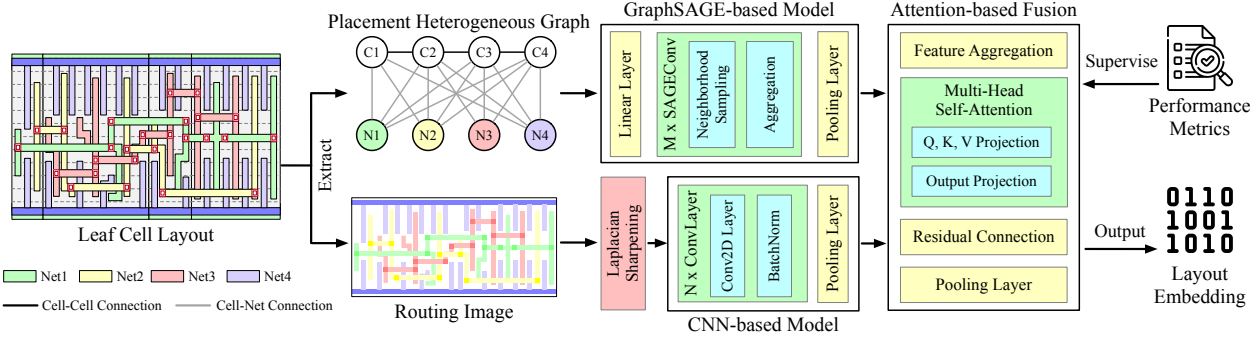 Placement Heterogeneous Graph
C1
C2
C3
C4
N1
N2
N3
N4
Leaf Cell Layout
Net1
Net2
Net3
Net4
Cell-Cell Connection
Cell-Net Connection
Extract
Routing Image
GraphSAGE-based Model
Linear Layer
M x SAGEConv
Neighborhood
Sampling
Aggregation
Pooling Layer
Laplacian
Sharpening
N x ConvLayer
Conv2D Layer
BatchNorm
Pooling Layer
CNN-based Model
Attention-based Fusion
Feature Aggregation
Multi-Head
Self-Attention
Q, K, V Projection
Output Projection
Residual Connection
Pooling Layer
Supervise
Performance
Metrics
Output
0110
1001
1010
Layout
Embedding